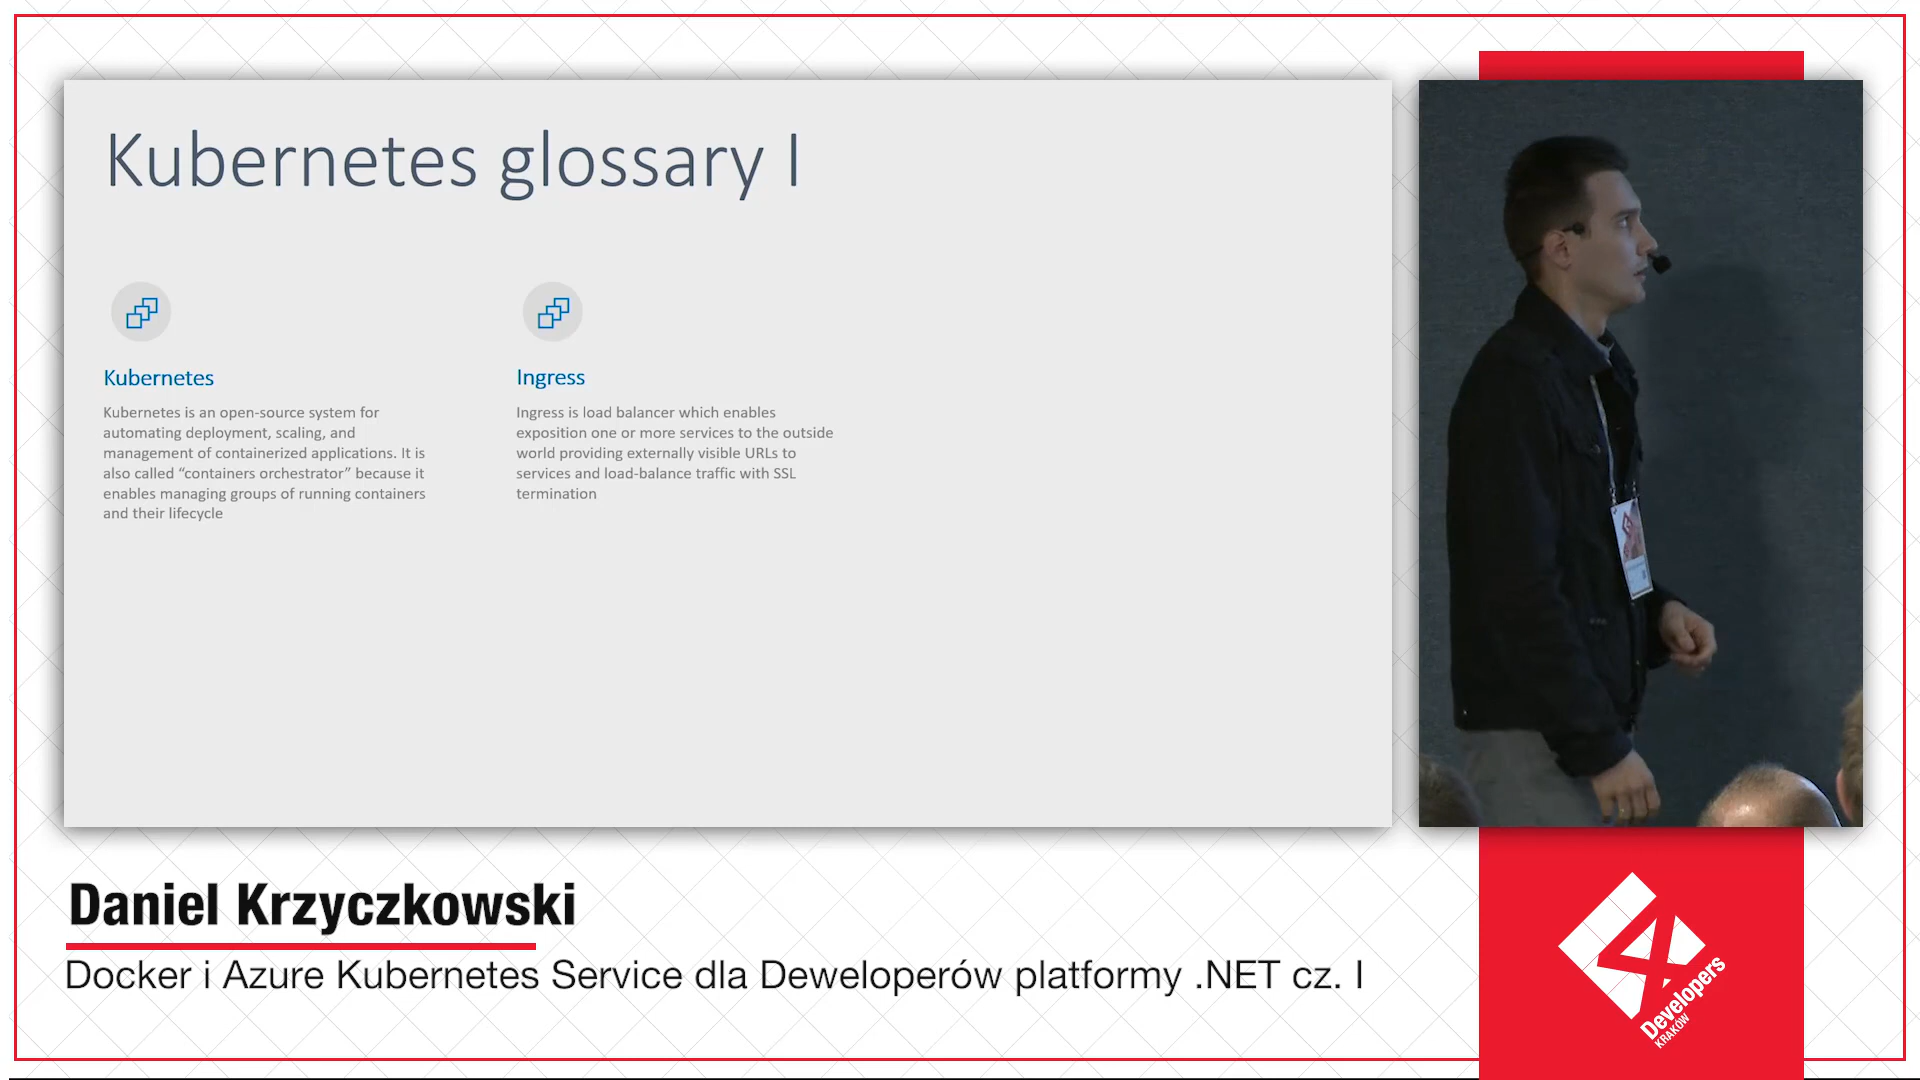 Kubernetes glossary I
Kubernetes
Kubernetes is an open-source system for
automating deployment, scaling, and
management of containerized applications. It is
also called “containers orchestrator” because it
enables managing groups of running containers
and their lifecycle
Ingress
Ingress is load balancer which enables
exposition one or more services to the outside
world providing externally visible URLs to
services and load-balance traffic with SSL
termination
Daniel Krzyczkowski
Docker i Azure Kubernetes Service dla Deweloperów platformy .NET cz. I
4
Developers
KRAKÓW